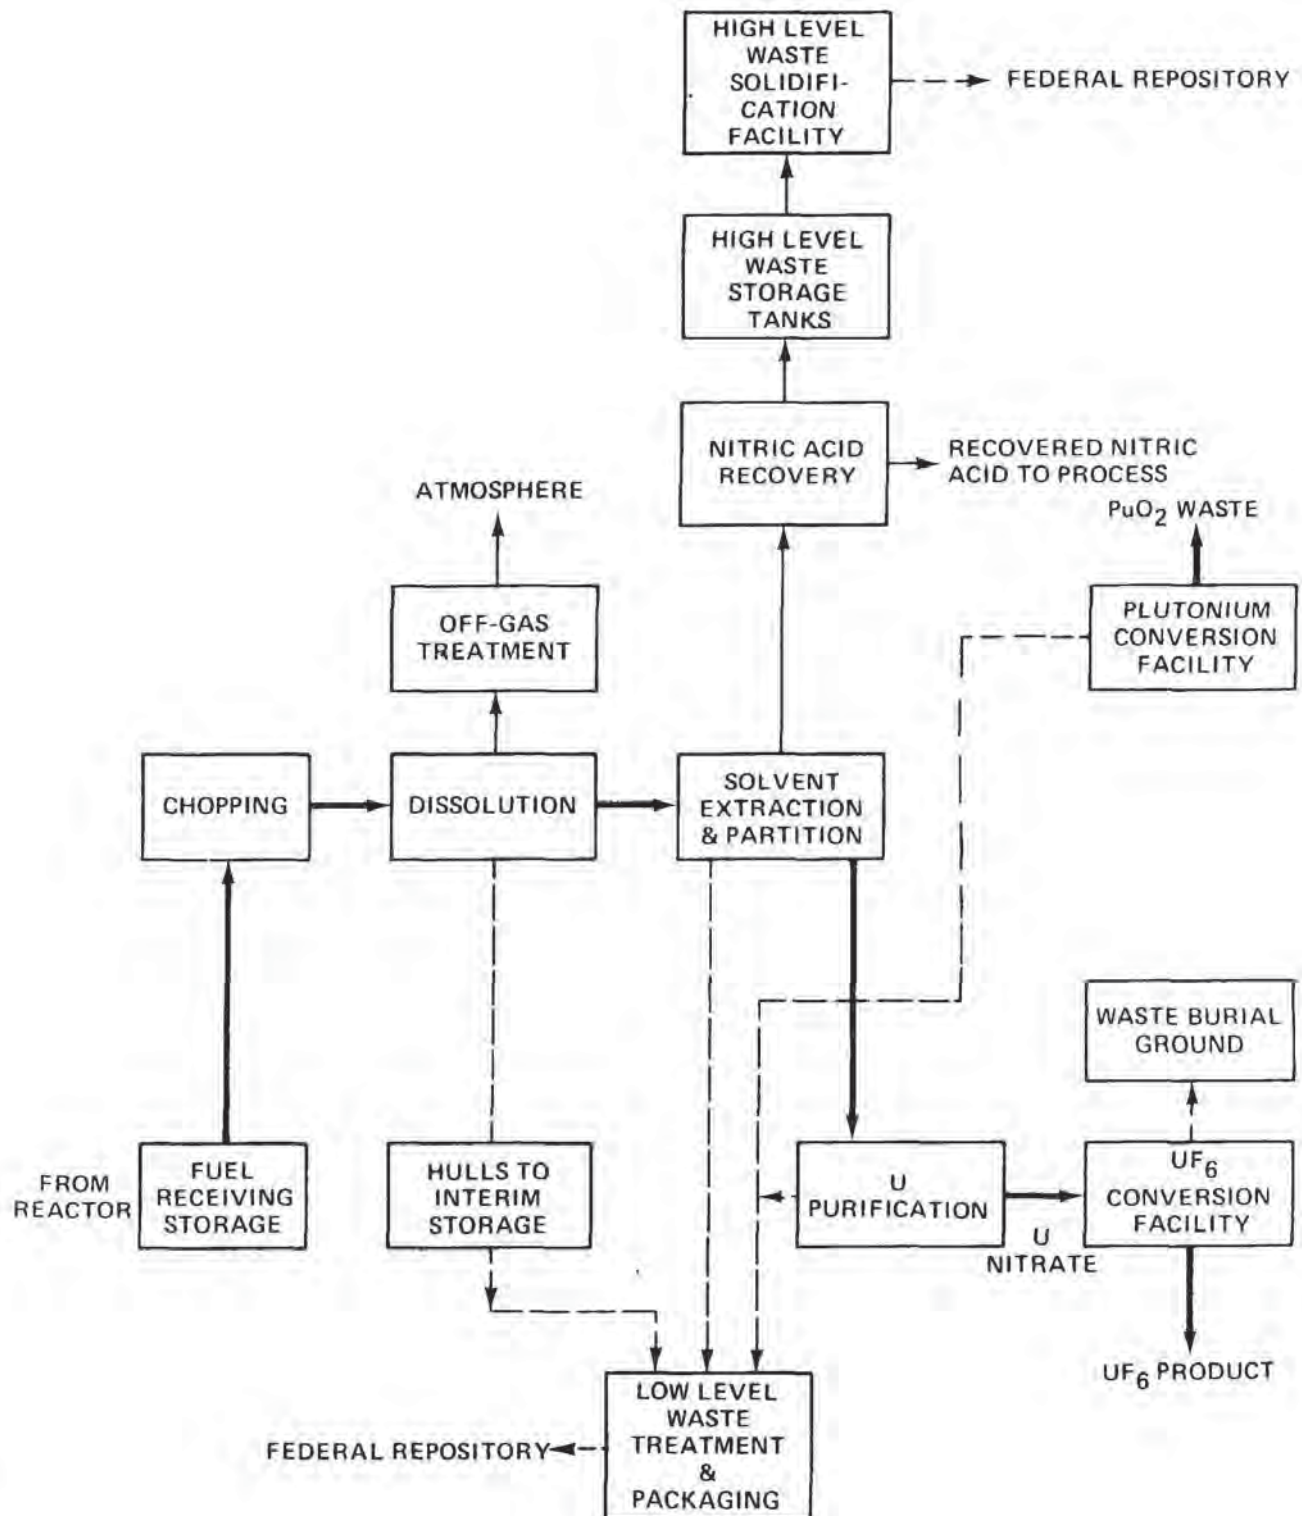 HIGH LEVEL
WASTE
SOLIDIFI-
CATION
FACILITY
FEDERAL REPOSITORY
HIGH LEVEL
WASTE
STORAGE
TANKS
NITRIC ACID
RECOVERY
RECOVERED NITRIC
ACID TO PROCESS
ATMOSPHERE
PuO2 WASTE
OFF-GAS
TREATMENT
PLUTONIUM
CONVERSION
FACILITY
CHOPPING
DISSOLUTION
SOLVENT
EXTRACTION
& PARTITION
WASTE BURIAL
GROUND
FROM
REACTOR
FUEL
RECEIVING
STORAGE
HULLS TO
INTERIM
STORAGE
U
PURIFICATION
U
NITRATE
UF6
CONVERSION
FACILITY
UF6 PRODUCT
LOW LEVEL
WASTE
TREATMENT
&
PACKAGING
FEDERAL REPOSITORY